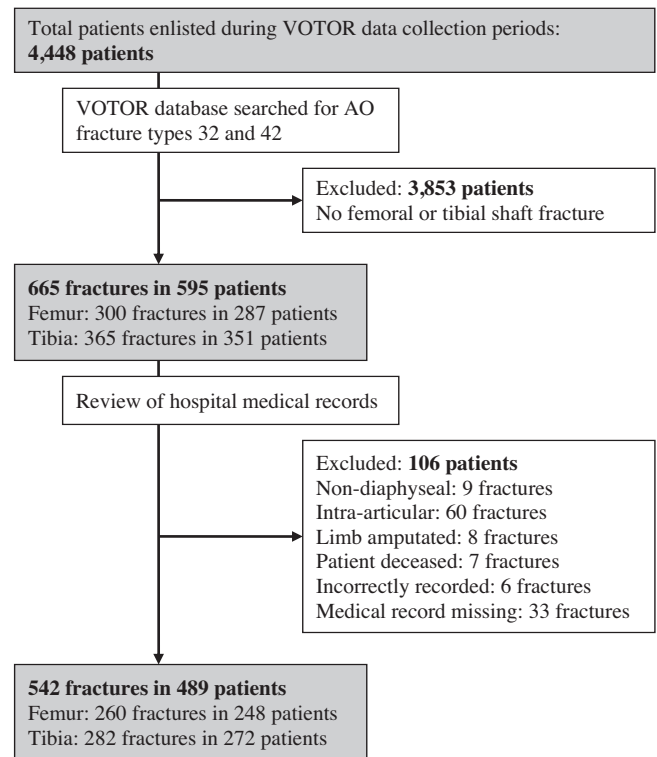 Total patients enlisted during VOTOR data collection periods:
4,448 patients
VOTOR database searched for AO
fracture types 32 and 42
Excluded: 3,853 patients
No femoral or tibial shaft fracture
665 fractures in 595 patients
Femur: 300 fractures in 287 patients
Tibia: 365 fractures in 351 patients
Review of hospital medical records
Excluded: 106 patients
Non-diaphyseal: 9 fractures
Intra-articular: 60 fractures
Limb amputated: 8 fractures
Patient deceased: 7 fractures
Incorrectly recorded: 6 fractures
Medical record missing: 33 fractures
542 fractures in 489 patients
Femur: 260 fractures in 248 patients
Tibia: 282 fractures in 272 patients